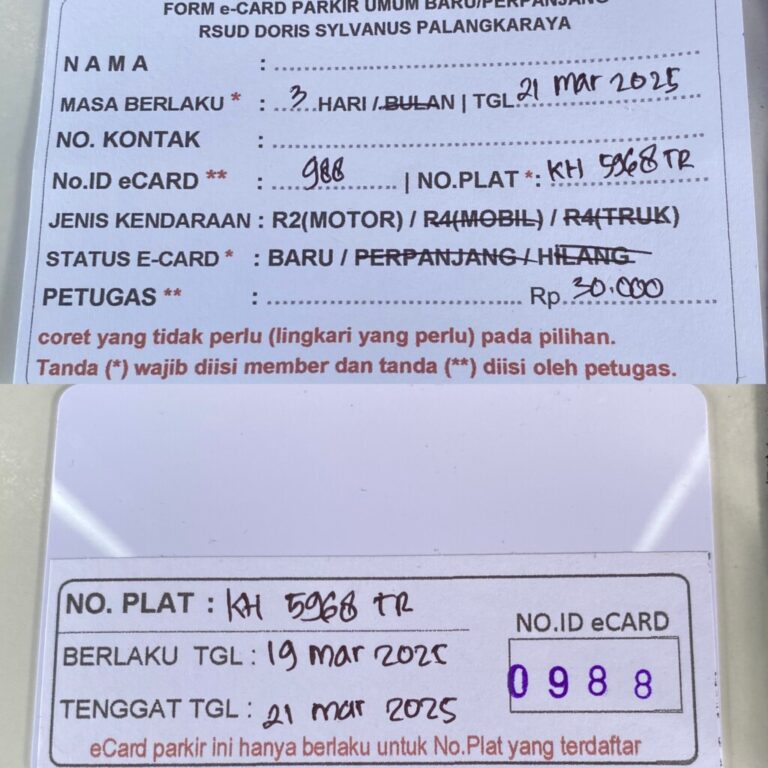 FORM e-CARD PARKIR UMUM BARU/PERPANJANG
RSUD DORIS SYLVANUS PALANGKARAYA
NAMA :
MASA BERLAKU * : 3 HARI / BULAN | TGL 21 mar 2025
NO. KONTAK :
No.ID eCARD ** : 988 | NO.PLAT *: KH 5968 TR
JENIS KENDARAAN : R2(MOTOR) / R4(MOBIL) / R4(TRUK)
STATUS E-CARD * : BARU / PERPANJANG / HILANG
PETUGAS ** : Rp. 30.000
coret yang tidak perlu (lingkari yang perlu) pada pilihan.
Tanda (*) wajib diisi member dan tanda (**) diisi oleh petugas.
NO. PLAT : KH 5968 TR
NO.ID eCARD
BERLAKU TGL : 19 mar 2025
0988
TENGGAT TGL : 21 mar 2025
eCard parkir ini hanya berlaku untuk No.Plat yang terdaftar